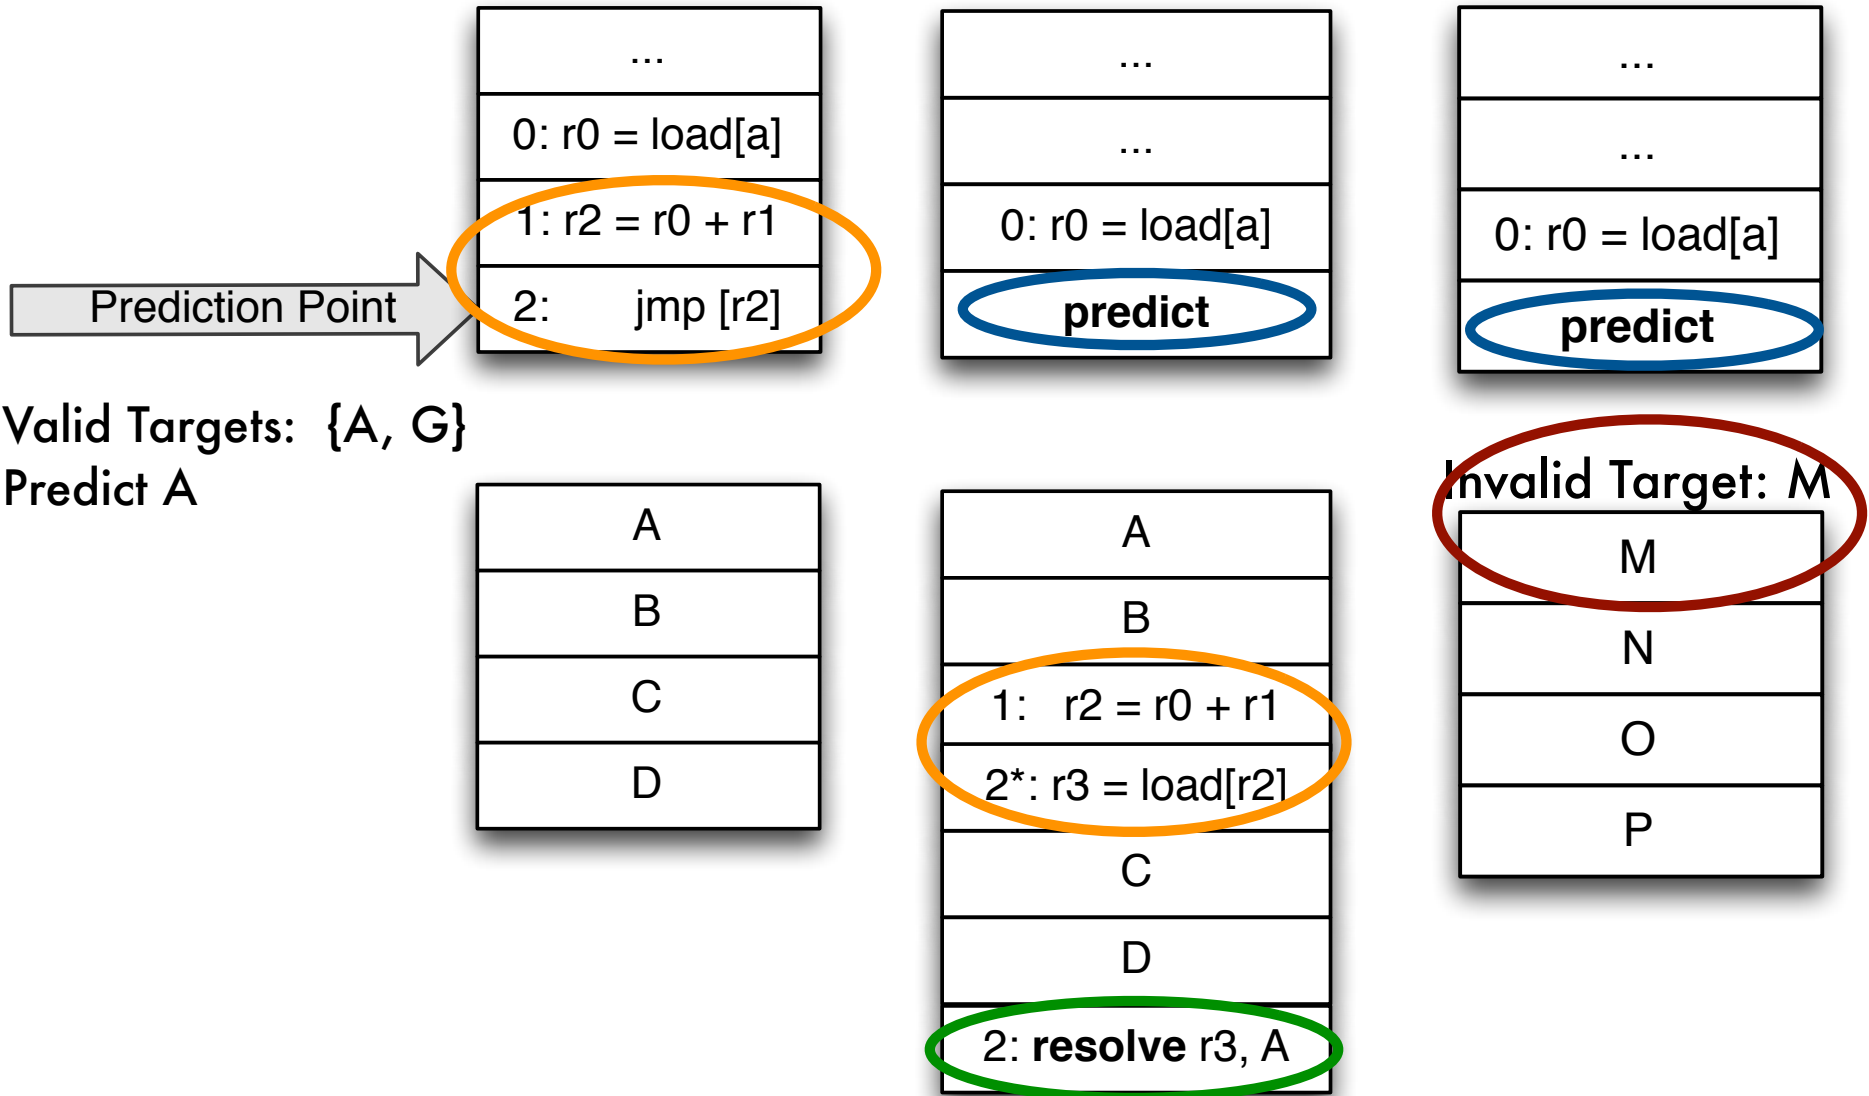 ...
0: r0 = load[a]
1: r2 = r0 + r1
2: jmp [r2]
Prediction Point
Valid Targets: {A, G}
Predict A
A
B
C
D
...
...
0: r0 = load[a]
predict
A
B
1: r2 = r0 + r1
2*: r3 = load[r2]
C
D
2: resolve r3, A
...
...
0: r0 = load[a]
predict
Invalid Target: M
M
N
O
P